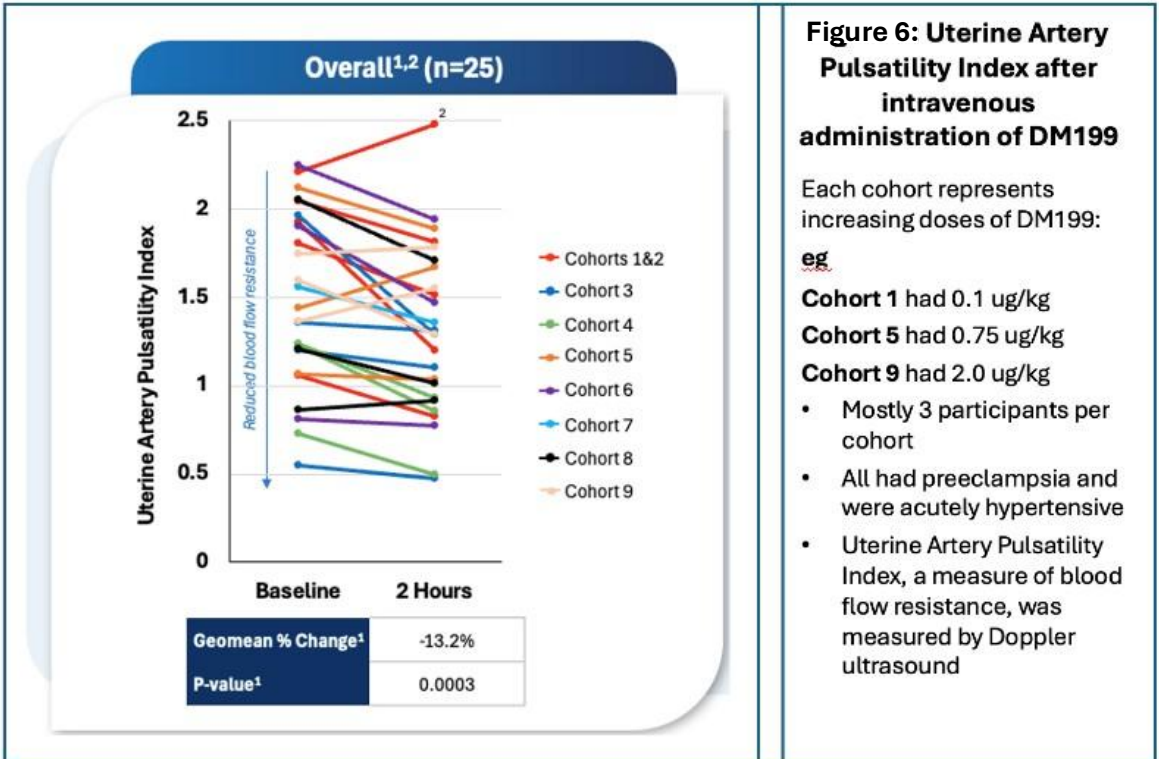 Overall1,2 (n=25)
2.5
2
1.5
1
0.5
0
2
Uterine Artery Pulsatility Index
Reduced blood flow resistance
Baseline
2 Hours
Cohorts 1&2
Cohort 3
Cohort 4
Cohort 5
Cohort 6
Cohort 7
Cohort 8
Cohort 9
Geomean % Change1 -13.2%
P-value1 0.0003
Figure 6: Uterine Artery
Pulsatility Index after
intravenous
administration of DM199
Each cohort represents
increasing doses of DM199:
eg
Cohort 1 had 0.1 ug/kg
Cohort 5 had 0.75 ug/kg
Cohort 9 had 2.0 ug/kg
• Mostly 3 participants per
cohort
• All had preeclampsia and
were acutely hypertensive
• Uterine Artery Pulsatility
Index, a measure of blood
flow resistance, was
measured by Doppler
ultrasound